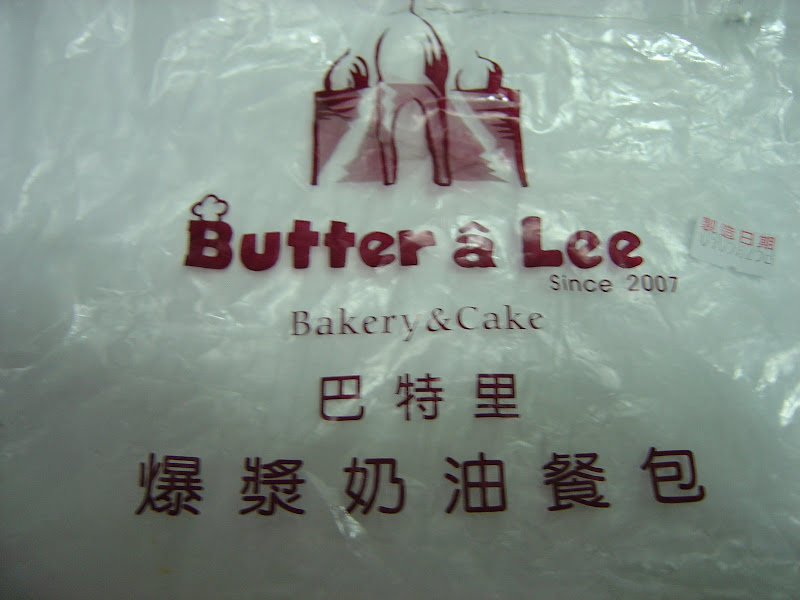 Butter â Lee
Since 2007
製造日期
Bakery&Cake
巴特里
爆漿奶油餐包